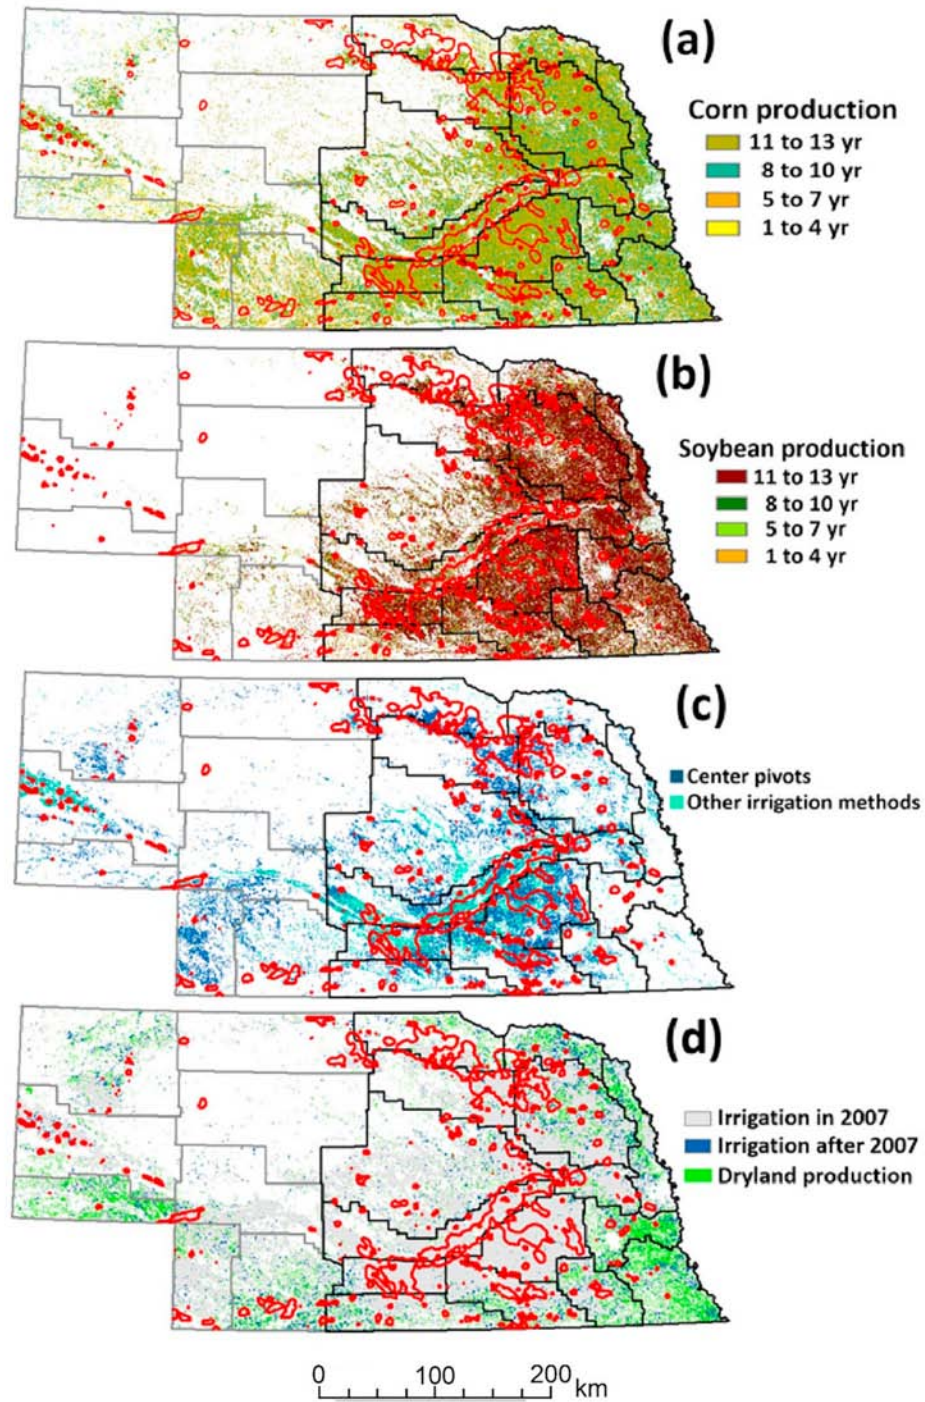 (a)
Corn production
11 to 13 yr
8 to 10 yr
5 to 7 yr
1 to 4 yr
(b)
Soybean production
11 to 13 yr
8 to 10 yr
5 to 7 yr
1 to 4 yr
(c)
Center pivots
Other irrigation methods
(d)
Irrigation in 2007
Irrigation after 2007
Dryland production
0 100 200 km